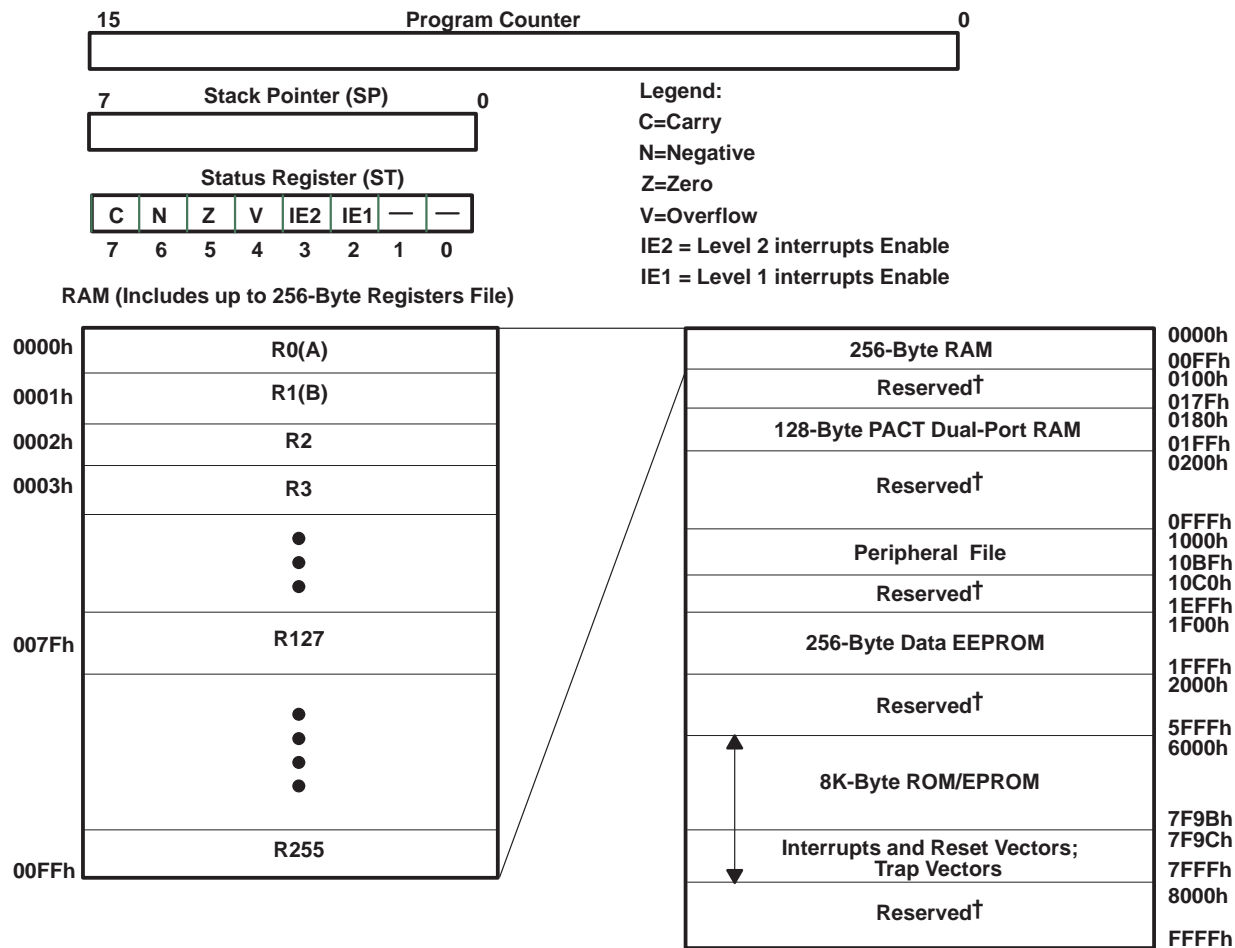 15 Program Counter 0
7 Stack Pointer (SP) 0
Status Register (ST)
C N Z V IE2 IE1 — —
7 6 5 4 3 2 1 0
Legend:
C=Carry
N=Negative
Z=Zero
V=Overflow
IE2 = Level 2 interrupts Enable
IE1 = Level 1 interrupts Enable
RAM (Includes up to 256-Byte Registers File)
0000h R0(A)
0001h R1(B)
0002h R2
0003h R3
007Fh R127
R255
00FFh
0000h
256-Byte RAM
00FFh
0100h
Reserved†
017Fh
0180h
128-Byte PACT Dual-Port RAM
01FFh
0200h
Reserved†
0FFFh
1000h
Peripheral File
10BFh
10C0h
Reserved†
1EFFh
1F00h
256-Byte Data EEPROM
1FFFh
2000h
Reserved†
5FFFh
6000h
8K-Byte ROM/EPROM
7F9Bh
7F9Ch
Interrupts and Reset Vectors;
Trap Vectors
7FFFh
8000h
Reserved†
FFFFh